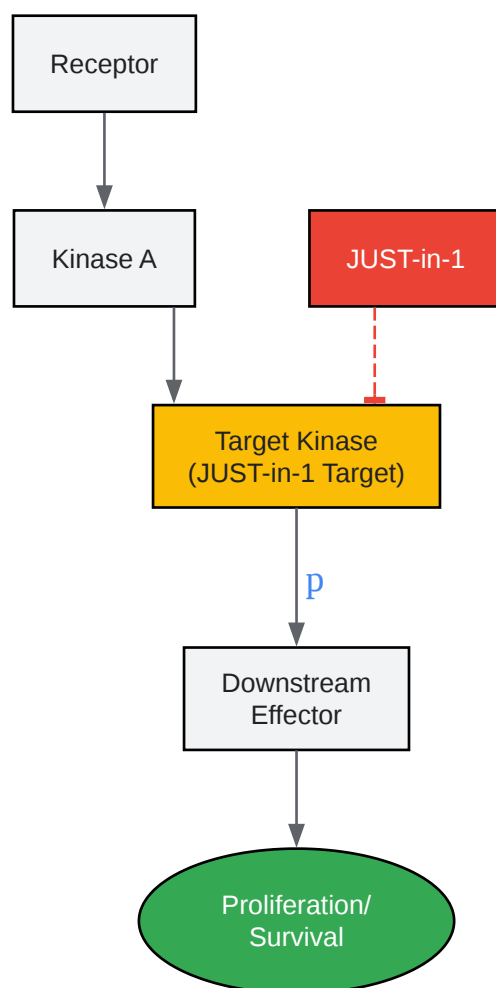 Receptor
Kinase A
JUST-in-1
Target Kinase
(JUST-in-1 Target)
p
Downstream
Effector
Proliferation/
Survival